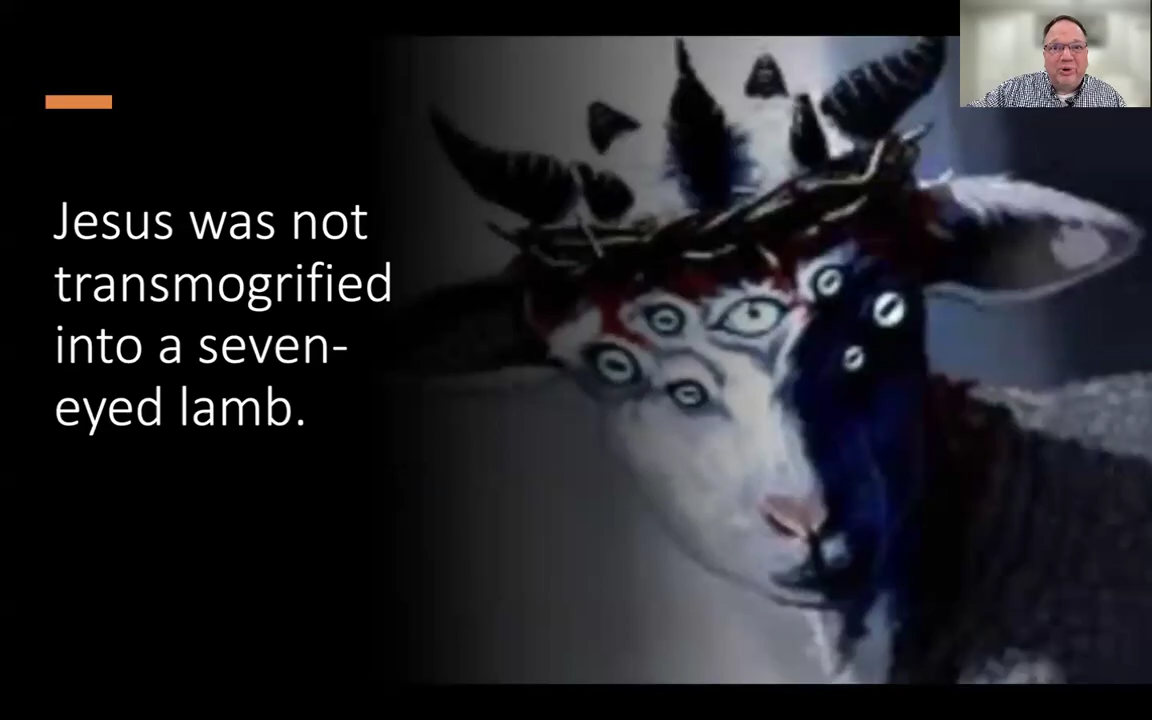 Jesus was not
transmogrified
into a seven-
eyed lamb.